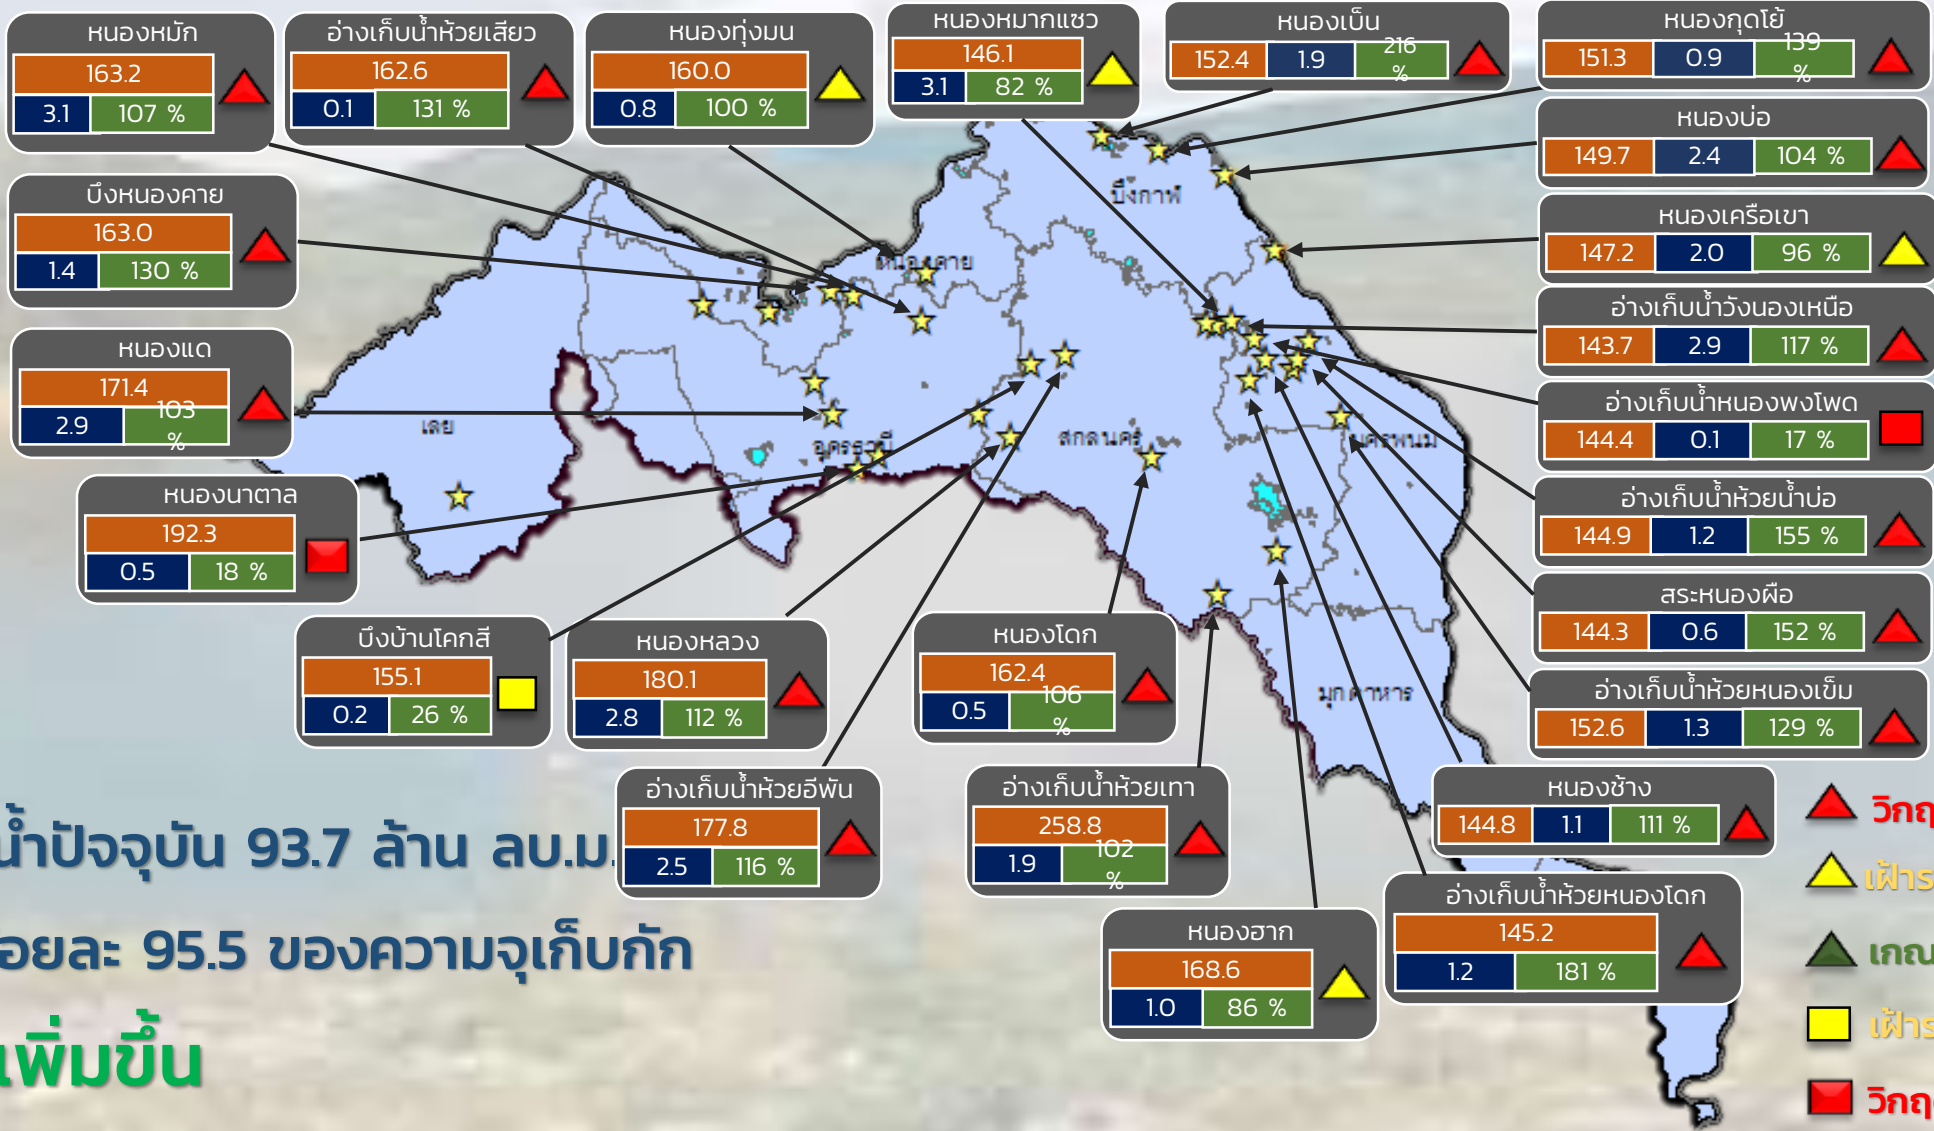 หนองหมัก
163.2
3.1 107 %
อ่างเก็บน้ำห้วยเสียว
162.6
0.1 131 %
หนองทุ่งมน
160.0
0.8 100 %
หนองหมากแซว
146.1
3.1 82 %
หนองเบ็น
152.4 1.9 216 %
หนองกุดโย้
151.3 0.9 139 %
หนองบ่อ
149.7 2.4 104 %
บึงหนองคาย
163.0
1.4 130 %
หนองเครือเขา
147.2 2.0 96 %
อ่างเก็บน้ำวังนองเหนือ
143.7 2.9 117 %
หนองแด
171.4
2.9 103 %
อ่างเก็บน้ำหนองพงโพด
144.4 0.1 17 %
หนองนาตาล
192.3
0.5 18 %
อ่างเก็บน้ำห้วยน้ำบ่อ
144.9 1.2 155 %
สระหนองผือ
144.3 0.6 152 %
อ่างเก็บน้ำห้วยหนองเข็ม
152.6 1.3 129 %
บึงบ้านโคกสี
155.1
0.2 26 %
หนองหลวง
180.1
2.8 112 %
หนองโดก
162.4
0.5 106 %
อ่างเก็บน้ำห้วยอีพัน
177.8
2.5 116 %
อ่างเก็บน้ำห้วยเทา
258.8
1.9 102 %
หนองช้าง
144.8 1.1 111 %
หนองฮาก
168.6
1.0 86 %
อ่างเก็บน้ำห้วยหนองโดก
145.2
1.2 181 %
บึงกาฬ
หนองคาย
เลย
อุดรธานี
สกลนคร
นครพนม
มุกดาหาร
น้ำปัจจุบัน 93.7 ล้าน ลบ.ม.
อยละ 95.5 ของความจุเก็บกัก
เพิ่มขึ้น
วิกฤ
เฝ้าร
เกณ
เฝ้าร
วิกฤ